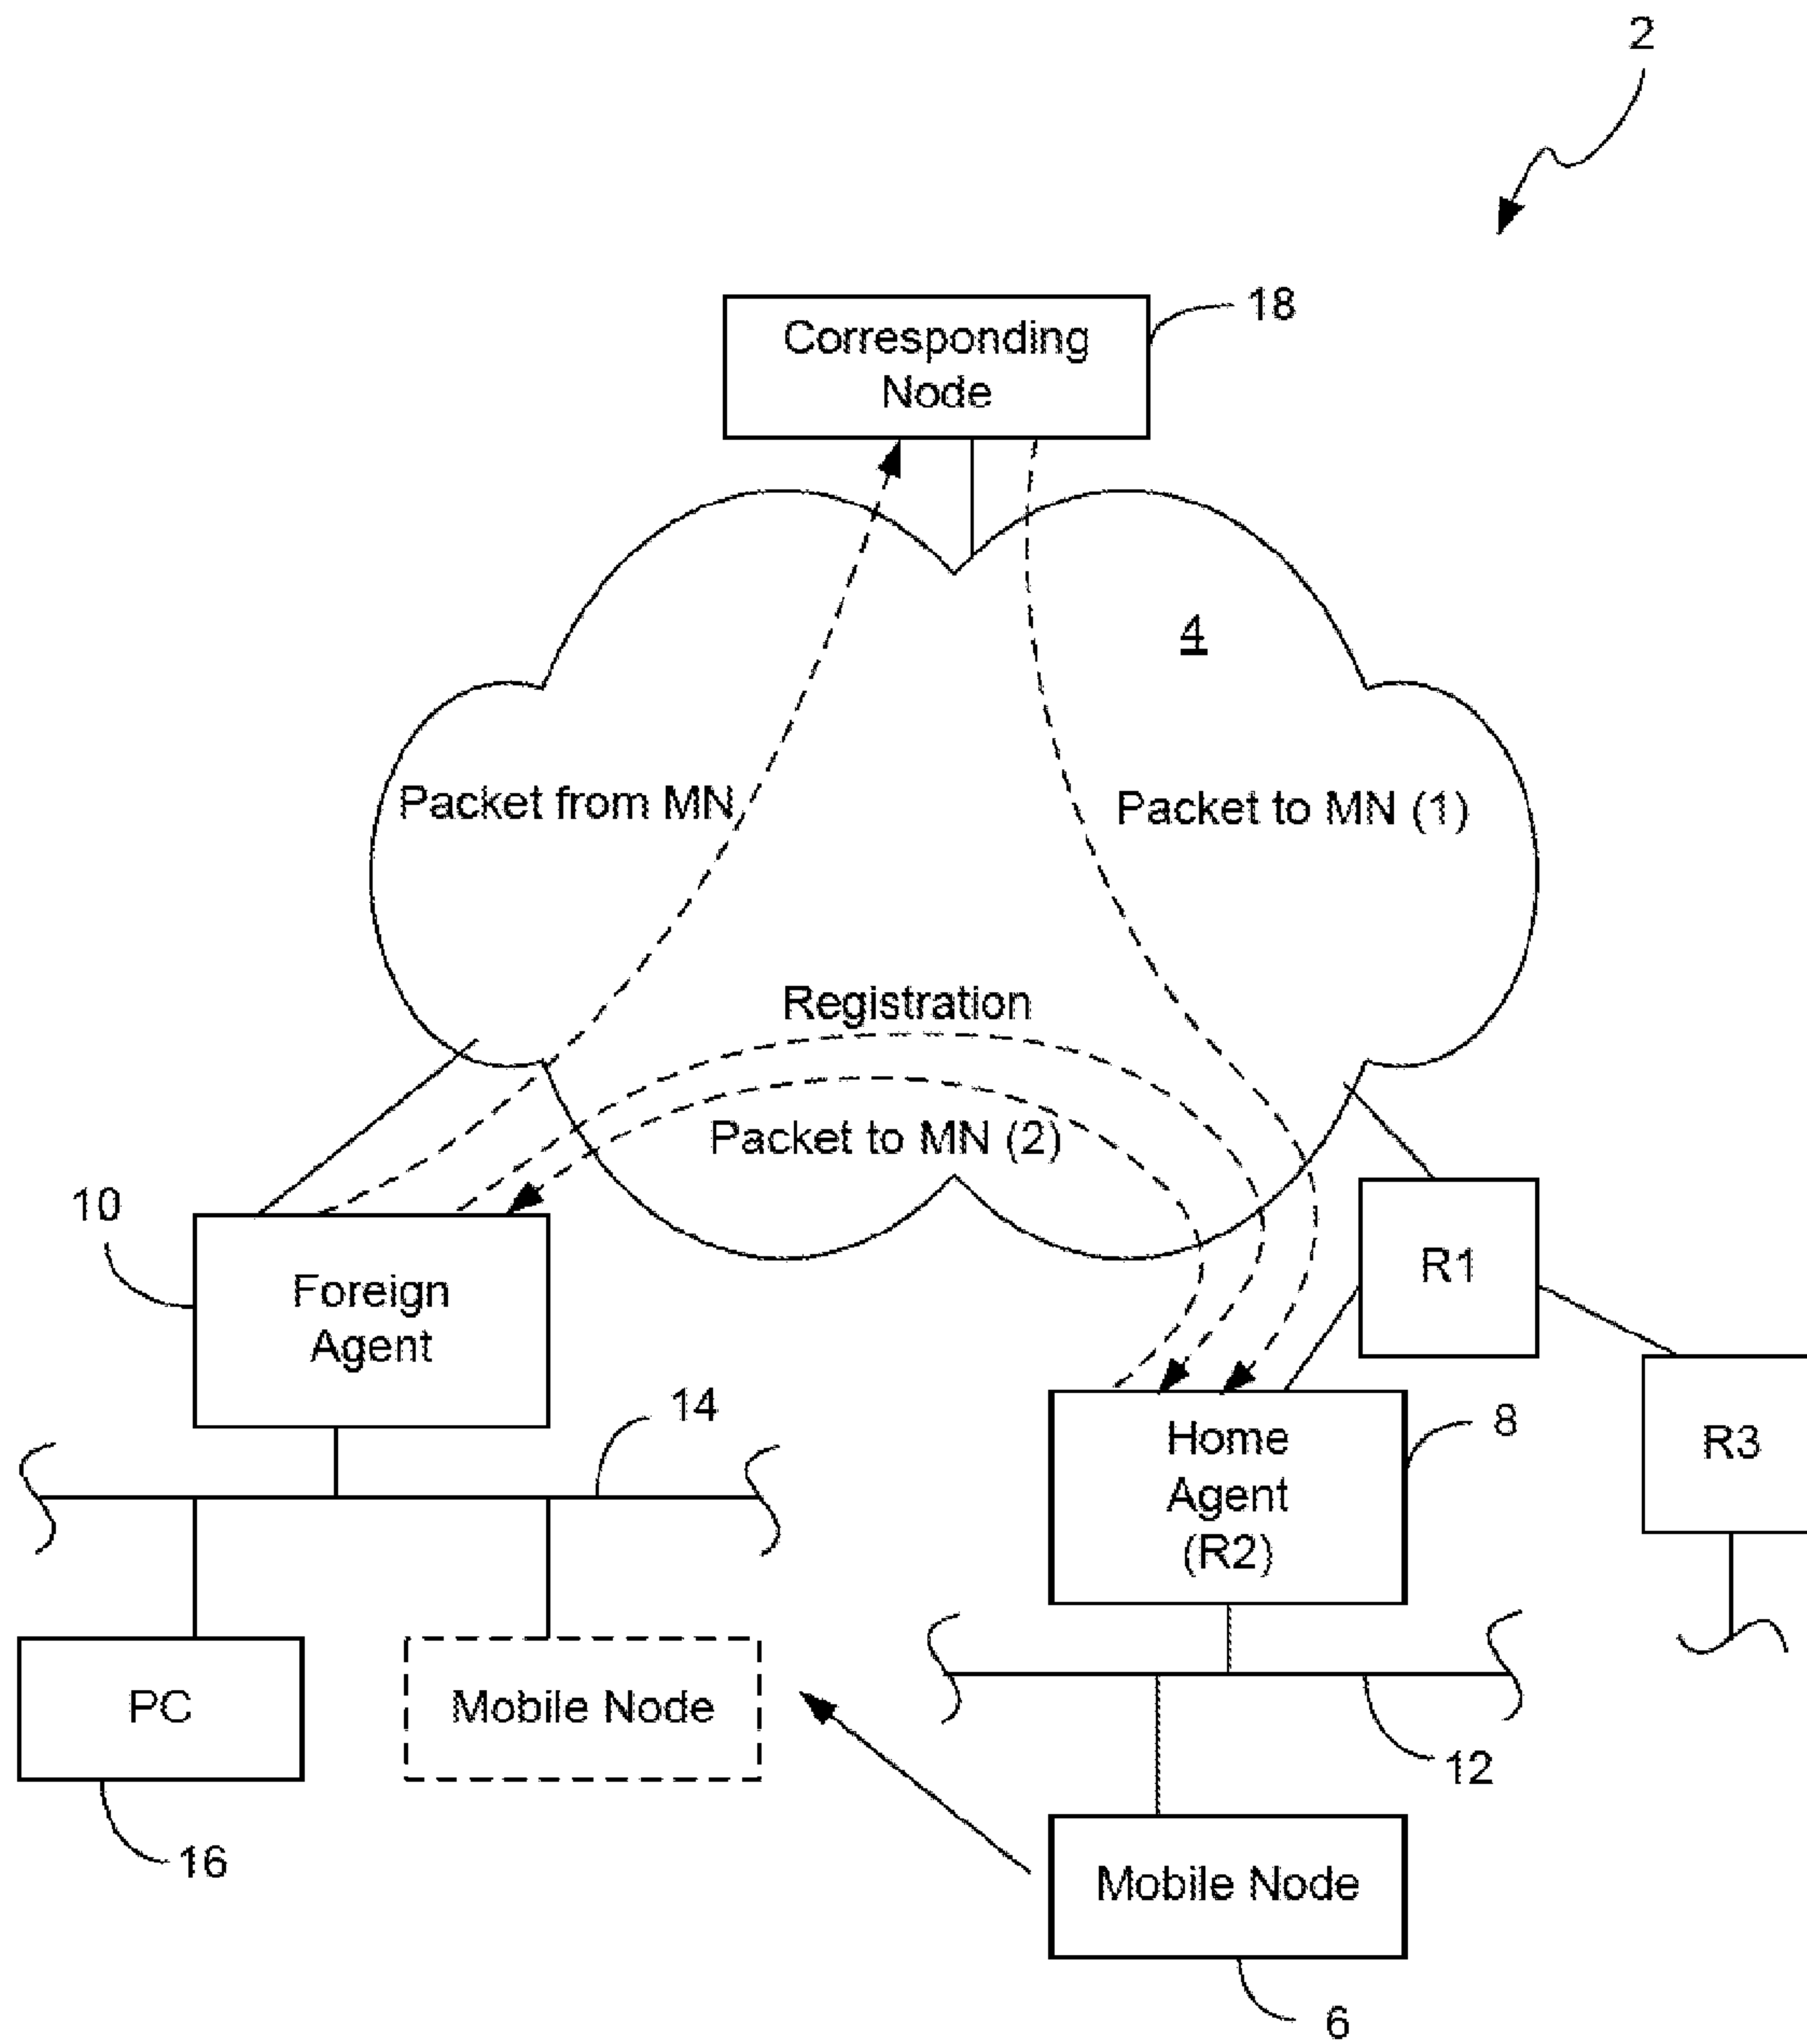 2
Corresponding
Node
18
4
Packet from MN
Packet to MN (1)
Registration
Packet to MN (2)
10
Foreign
Agent
R1
14
Home
Agent
(R2)
8
R3
PC
Mobile Node
12
16
Mobile Node
6